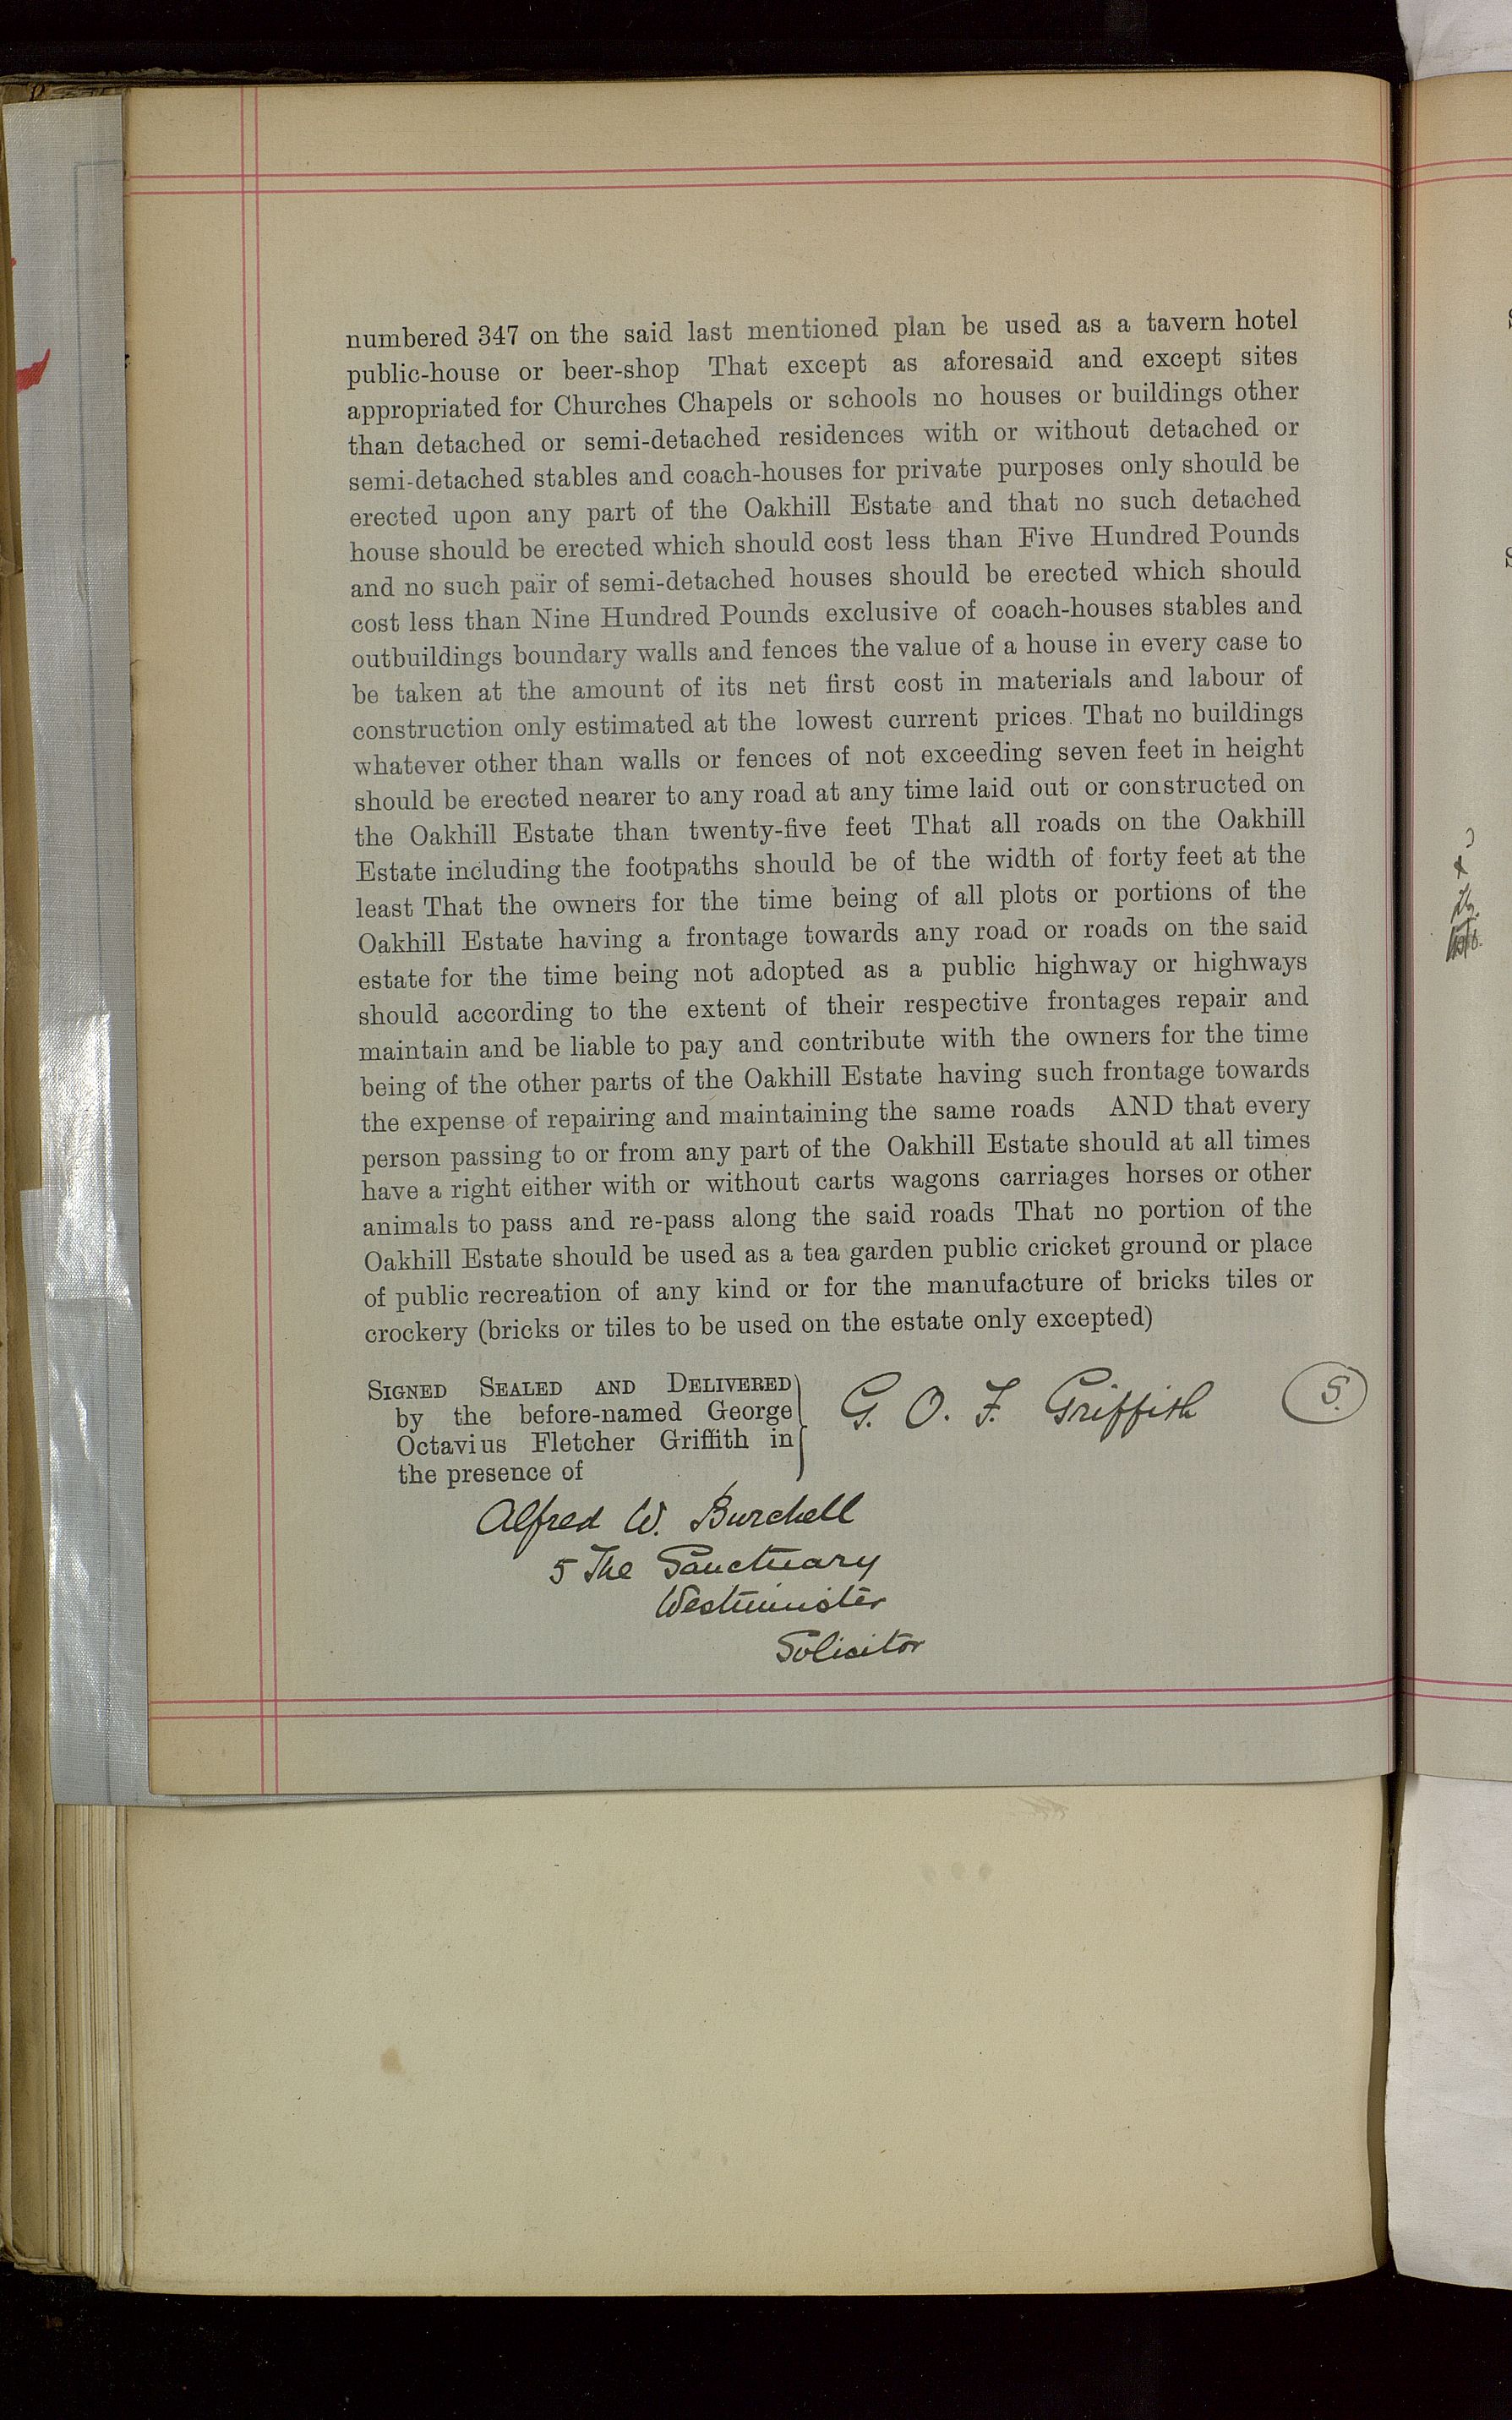 numbered 347 on the said last mentioned plan be used as a tavern hotel
public-house or beer-shop That except as aforesaid and except sites
appropriated for Churches Chapels or schools no houses or buildings other
than detached or semi-detached residences with or without detached or
semi-detached stables and coach-houses for private purposes only should be
erected upon any part of the Oakhill Estate and that no such detached
house should be erected which should cost less than Five Hundred Pounds
and no such pair of semi-detached houses should be erected which should
cost less than Nine Hundred Pounds exclusive of coach-houses stables and
outbuildings boundary walls and fences the value of a house in every case to
be taken at the amount of its net first cost in materials and labour of
construction only estimated at the lowest current prices. That no buildings
whatever other than walls or fences of not exceeding seven feet in height
should be erected nearer to any road at any time laid out or constructed on
the Oakhill Estate than twenty-five feet That all roads on the Oakhill
Estate including the footpaths should be of the width of forty feet at the
least That the owners for the time being of all plots or portions of the
Oakhill Estate having a frontage towards any road or roads on the said
estate for the time being not adopted as a public highway or highways
should according to the extent of their respective frontages repair and
maintain and be liable to pay and contribute with the owners for the time
being of the other parts of the Oakhill Estate having such frontage towards
the expense of repairing and maintaining the same roads AND that every
person passing to or from any part of the Oakhill Estate should at all times
have a right either with or without carts wagons carriages horses or other
animals to pass and re-pass along the said roads That no portion of the
Oakhill Estate should be used as a tea garden public cricket ground or place
of public recreation of any kind or for the manufacture of bricks tiles or
crockery (bricks or tiles to be used on the estate only excepted)
SIGNED SEALED AND DELIVERED
by the before-named George
Octavius Fletcher Griffith in
the presence of
G. O. F. Griffith
S.
Alfred W. Burchell
5 The Sanctuary
Westminster
Solicitor